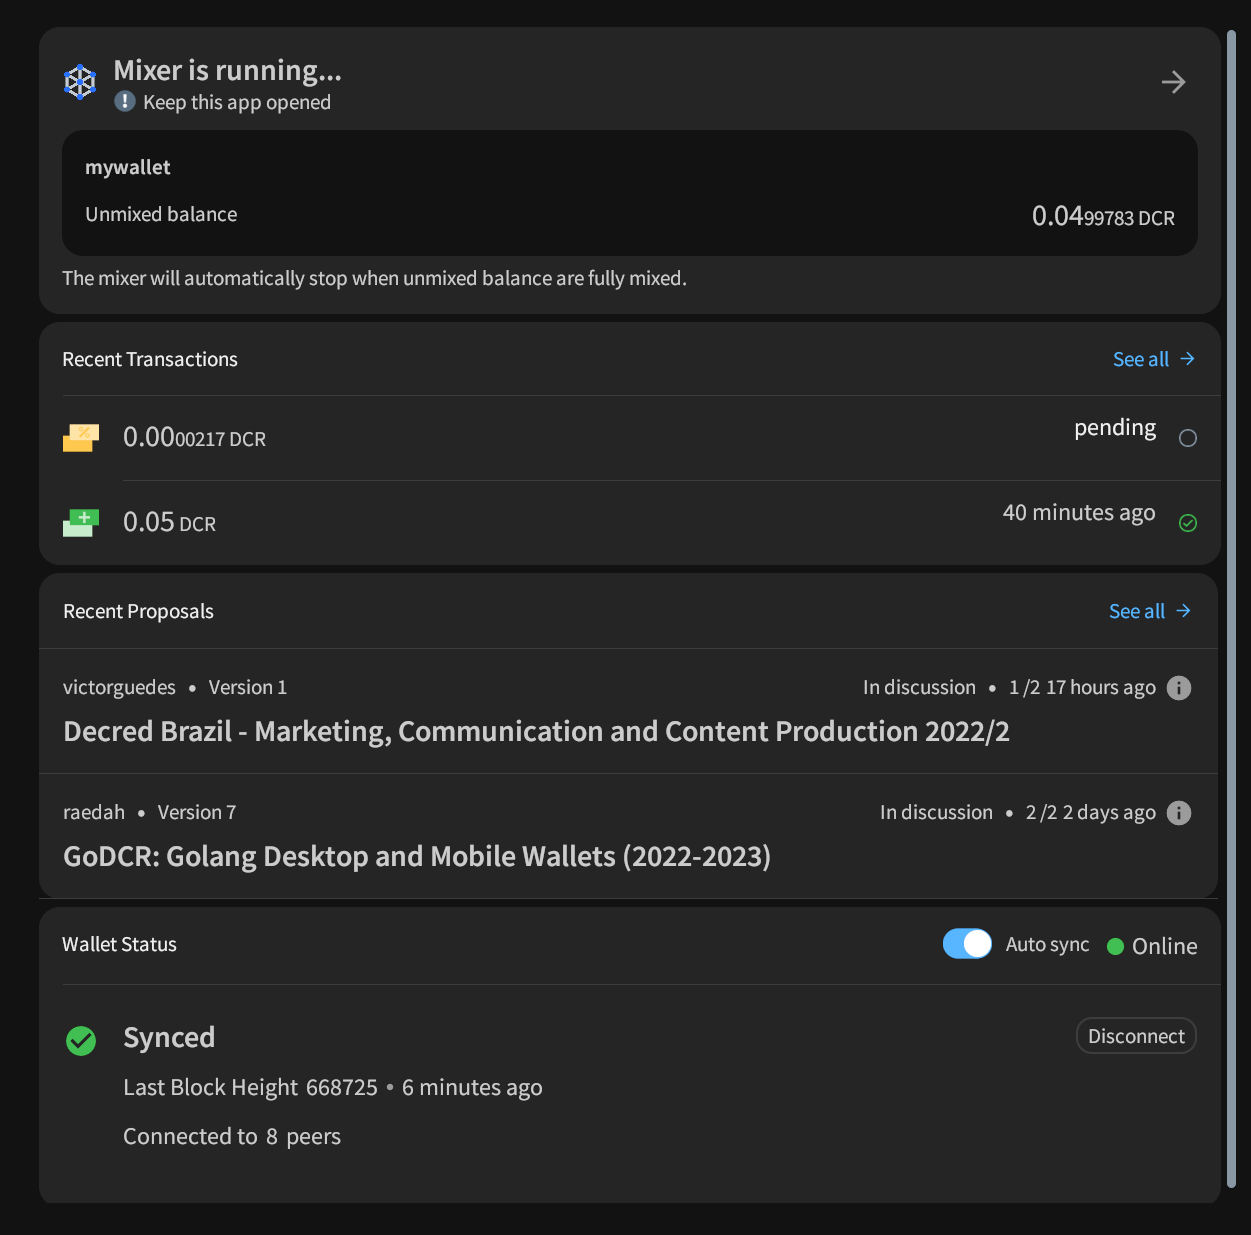 Mixer is running...
Keep this app opened
mywallet
Unmixed balance 0.0499783 DCR
The mixer will automatically stop when unmixed balance are fully mixed.
Recent Transactions See all
0.0000217 DCR pending
0.05 DCR 40 minutes ago
Recent Proposals See all
victorguedes • Version 1 In discussion • 1 /2 17 hours ago
Decred Brazil - Marketing, Communication and Content Production 2022/2
raedah • Version 7 In discussion • 2 /2 2 days ago
GoDCR: Golang Desktop and Mobile Wallets (2022-2023)
Wallet Status Auto sync Online
Synced Disconnect
Last Block Height 668725 • 6 minutes ago
Connected to 8 peers